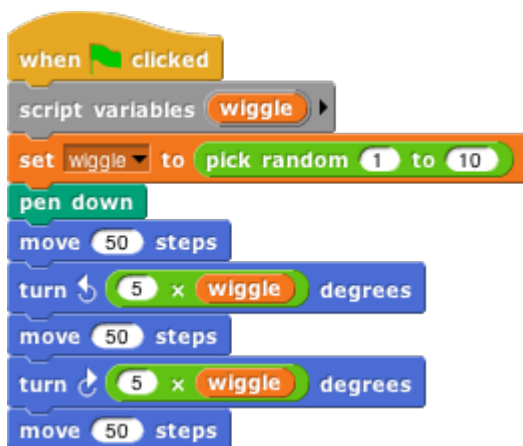 when clicked
script variables wiggle
set wiggle to pick random 1 to 10
pen down
move 50 steps
turn 5 × wiggle degrees
move 50 steps
turn 5 × wiggle degrees
move 50 steps